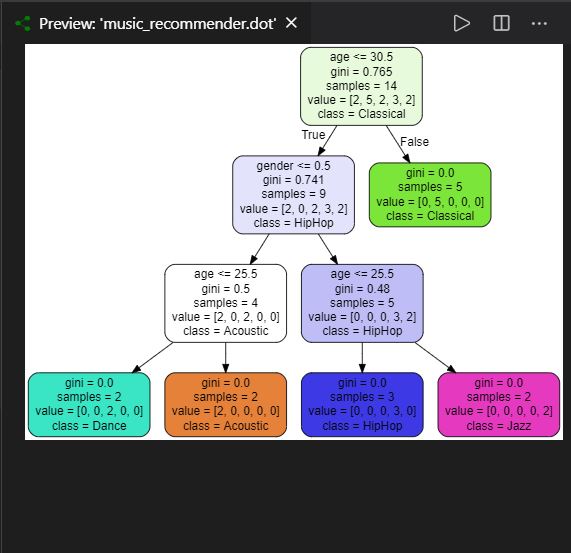 Preview: 'music_recommender.dot'
age <= 30.5
gini = 0.765
samples = 14
value = [2, 5, 2, 3, 2]
class = Classical
True
False
gender <= 0.5
gini = 0.741
samples = 9
value = [2, 0, 2, 3, 2]
class = HipHop
gini = 0.0
samples = 5
value = [0, 5, 0, 0, 0]
class = Classical
age <= 25.5
gini = 0.5
samples = 4
value = [2, 0, 2, 0, 0]
class = Acoustic
age <= 25.5
gini = 0.48
samples = 5
value = [0, 0, 0, 3, 2]
class = HipHop
gini = 0.0
samples = 2
value = [0, 0, 2, 0, 0]
class = Dance
gini = 0.0
samples = 2
value = [2, 0, 0, 0, 0]
class = Acoustic
gini = 0.0
samples = 3
value = [0, 0, 0, 3, 0]
class = HipHop
gini = 0.0
samples = 2
value = [0, 0, 0, 0, 2]
class = Jazz